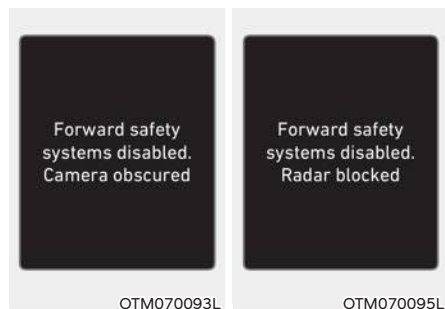 Forward safety
systems disabled.
Camera obscured
OTM070093L
Forward safety
systems disabled.
Radar blocked
OTM070095L